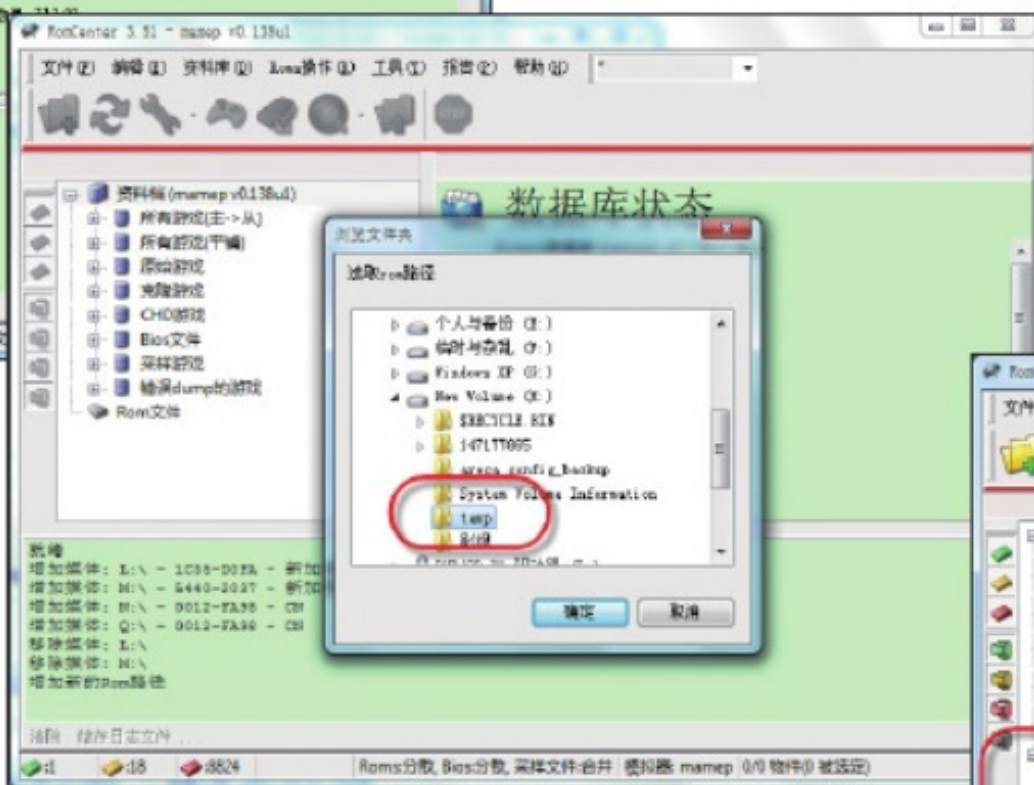 RomCenter 3.51 - mamep v0.138u1
文件(F) 编辑(E) 资料库(D) Roms操作(R) 工具(T) 报告(P) 帮助(H) *
资料档 (mamep v0.138u1)
所有游戏(主->从)
所有游戏(平铺)
原始游戏
克隆游戏
CHD游戏
Bios文件
采样游戏
错误dump的游戏
Rom文件
数据库状态
浏览文件夹
选取rom路径
个人与备份 (E:)
临时与杂乱 (F:)
Windows XP (G:)
New Volume
$RECYCLE.BIN
147177885
arena_config_backup
System Volume Information
temp
确定
取消
就绪
增加媒体: L:\
增加媒体:
增加媒体: N:\ - 0012-FA98 - CN
增加媒体: Q:\ - 0012-FA98 - CN
移除媒体: L:\
移除媒体: M:\
增加新的Rom路径
清除 储存日志文件...
:1 :18 :8824 Roms:分散, Bios:分散, 采样文件:合并 模拟器: mamep 0/0 物件(0 被选定)
文件